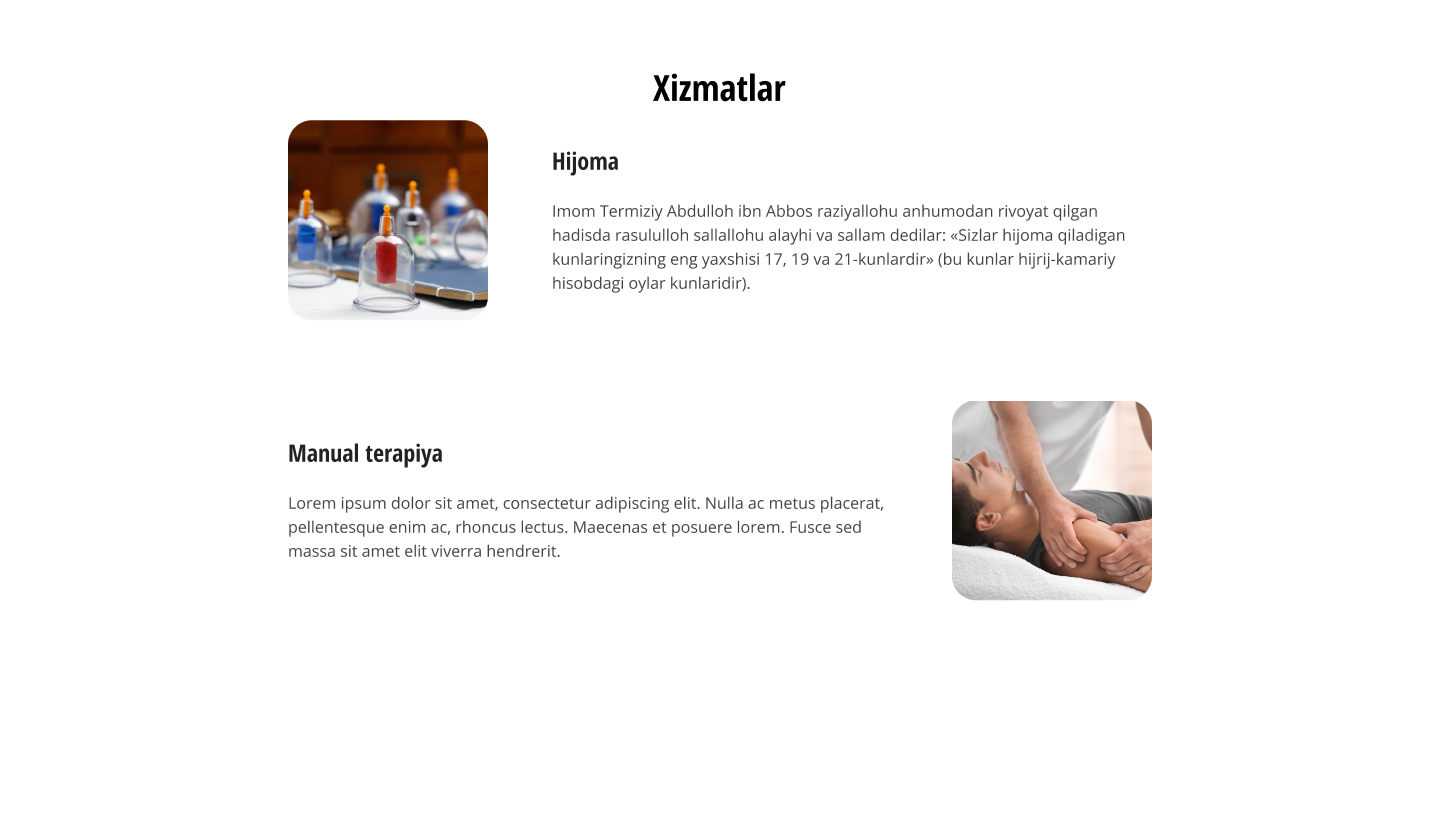 Xizmatlar
Hijoma
Imom Termiziy Abdulloh ibn Abbos raziyallohu anhumodan rivoyat qilgan
hadisda rasululloh sallallohu alayhi va sallam dedilar: «Sizlar hijoma qiladigan
kunlaringizning eng yaxshisi 17, 19 va 21-kunlardir» (bu kunlar hijrij-kamariy
hisobdagi oylar kunlaridir).
Manual terapiya
Lorem ipsum dolor sit amet, consectetur adipiscing elit. Nulla ac metus placerat,
pellentesque enim ac, rhoncus lectus. Maecenas et posuere lorem. Fusce sed
massa sit amet elit viverra hendrerit.